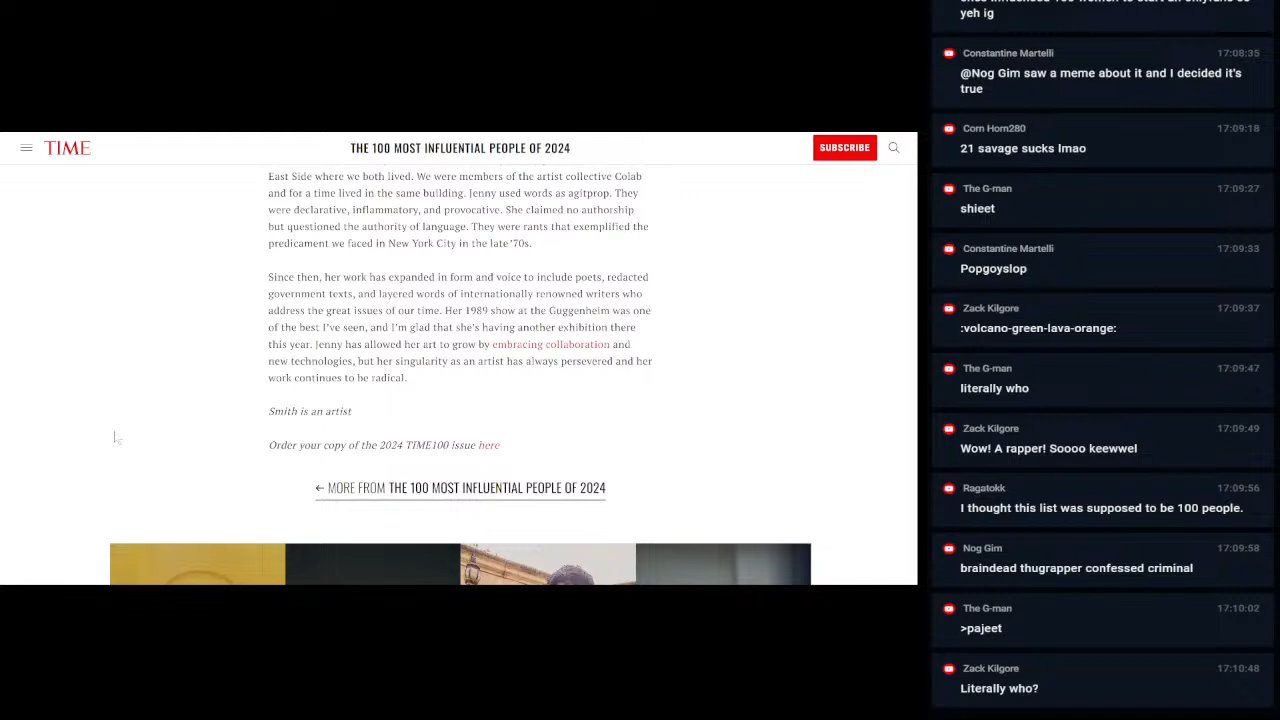 TIME
THE 100 MOST INFLUENTIAL PEOPLE OF 2024
SUBSCRIBE
East Side where we both lived. We were members of the artist collective Colab
and for a time lived in the same building. Jenny used words as agitprop. They
were declarative, inflammatory, and provocative. She claimed no authorship
but questioned the authority of language. They were rants that exemplified the
predicament we faced in New York City in the late '70s.
Since then, her work has expanded in form and voice to include poets, redacted
government texts, and layered words of internationally renowned writers who
address the great issues of our time. Her 1989 show at the Guggenheim was one
of the best I've seen, and I'm glad that she's having another exhibition there
this year. Jenny has allowed her art to grow by embracing collaboration and
new technologies, but her singularity as an artist has always persevered and her
work continues to be radical.
Smith is an artist
Order your copy of the 2024 TIME100 issue here
← MORE FROM THE 100 MOST INFLUENTIAL PEOPLE OF 2024
yeh ig
Constantine Martelli 17:08:35
@Nog Gim saw a meme about it and I decided it's
true
Corn Horn280 17:09:18
21 savage sucks lmao
The G-man 17:09:27
shieet
Constantine Martelli 17:09:33
Popgoyslop
Zack Kilgore 17:09:37
:volcano-green-lava-orange:
The G-man 17:09:47
literally who
Zack Kilgore 17:09:49
Wow! A rapper! Soooo keewwel
Ragatokk 17:09:56
I thought this list was supposed to be 100 people.
Nog Gim 17:09:58
braindead thugrapper confessed criminal
The G-man 17:10:02
>pajeet
Zack Kilgore 17:10:48
Literally who?